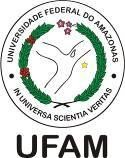 UNIVERSIDADE FEDERAL DO AMAZONAS
IN UNIVERSA SCIENTIA VERITAS
UFAM